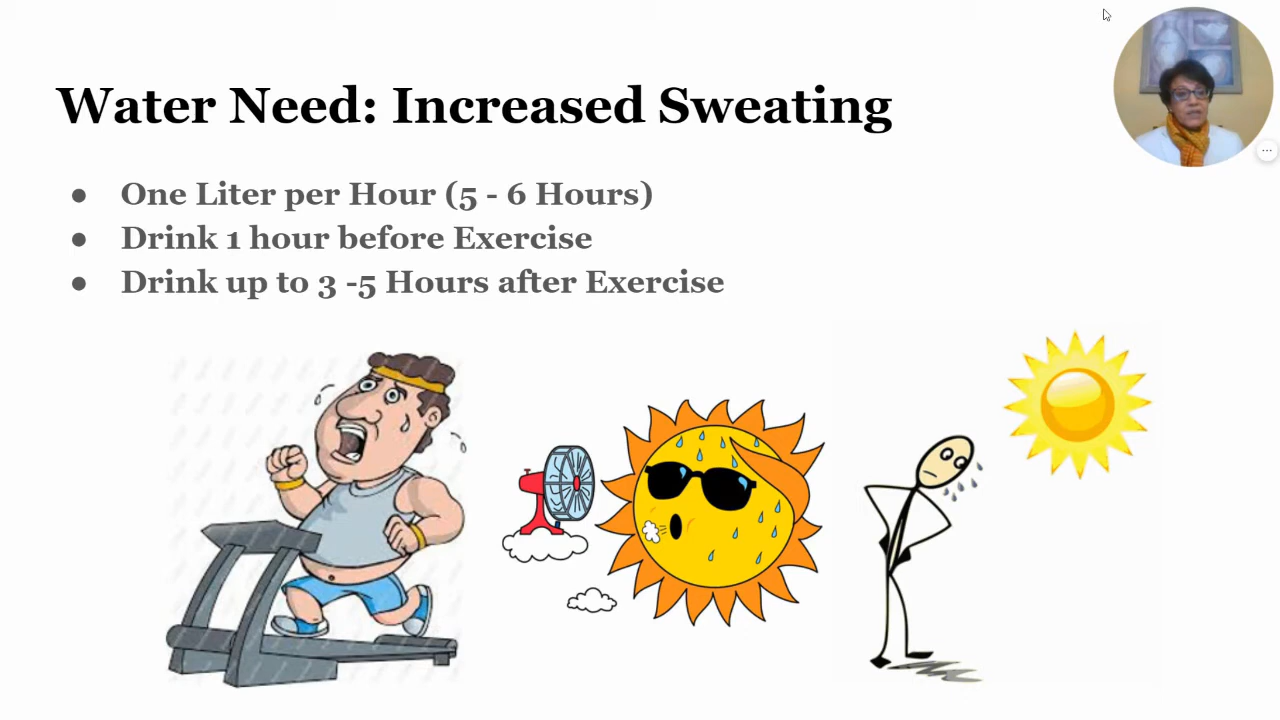 Water Need: Increased Sweating
● One Liter per Hour (5 - 6 Hours)
● Drink 1 hour before Exercise
● Drink up to 3 -5 Hours after Exercise